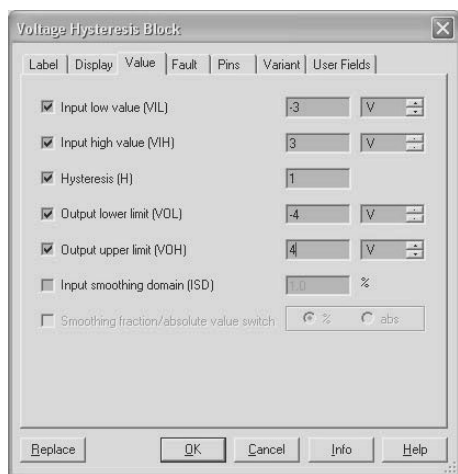 Voltage Hysteresis Block
Label Display Value Fault Pins Variant User Fields
Input low value (VIL) -3 V
Input high value (VIH) 3 V
Hysteresis (H) 1
Output lower limit (VOL) -4 V
Output upper limit (VOH) 4 V
Input smoothing domain (ISD) 1.0 %
Smoothing fraction/absolute value switch % abs
Replace OK Cancel Info Help